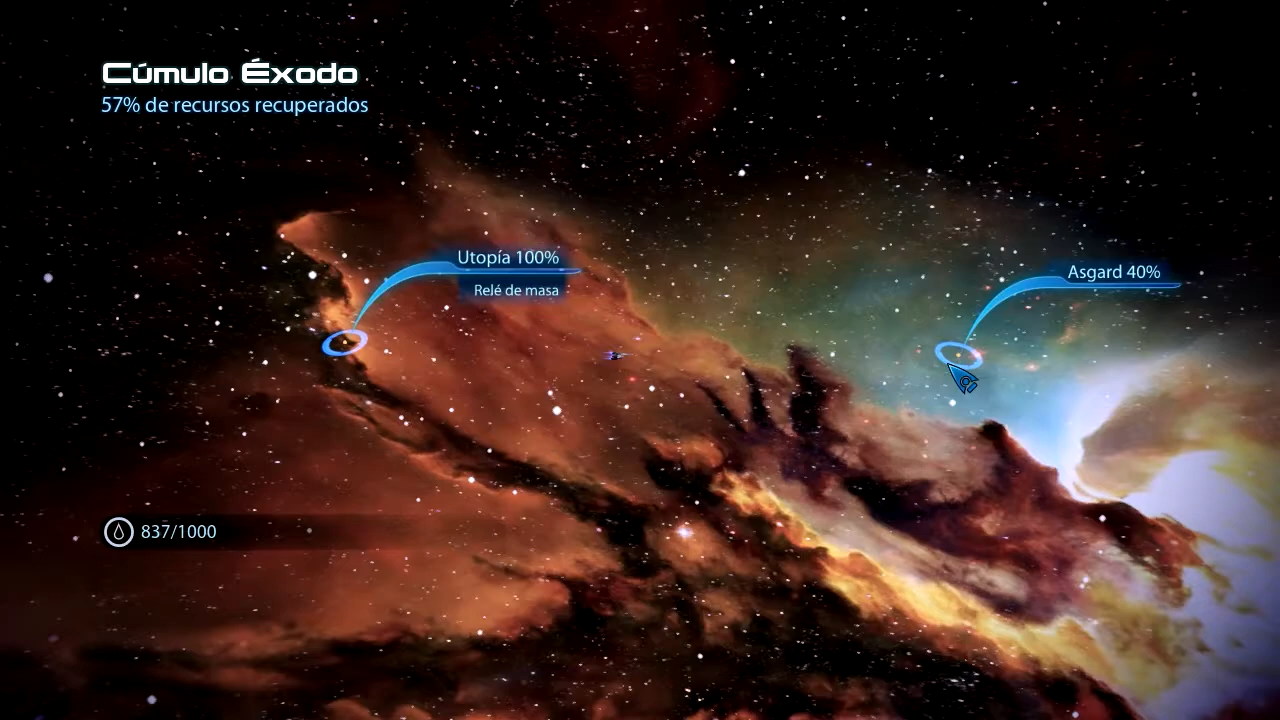 Cúmulo Éxodo
57% de recursos recuperados
Utopía 100%
Relé de masa
Asgard 40%
837/1000